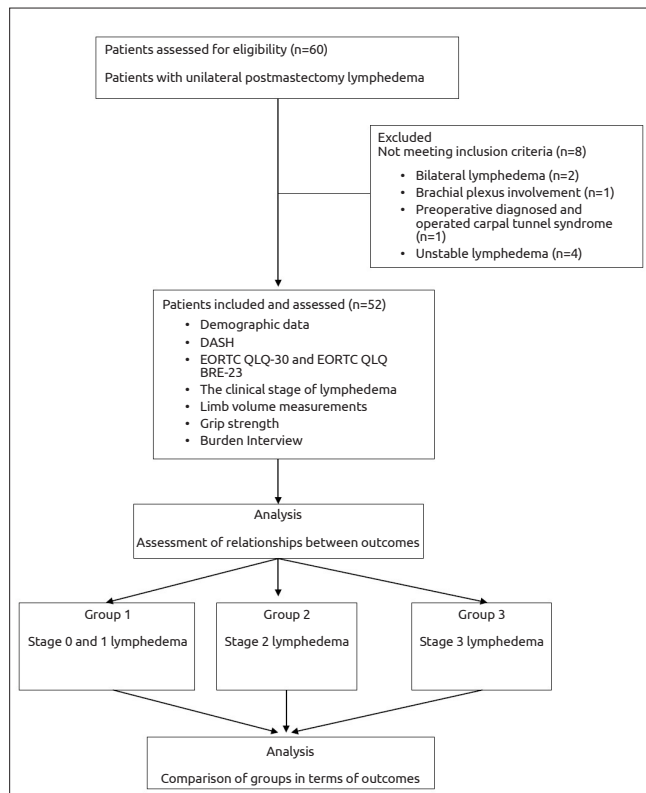 Patients assessed for eligibility (n=60)
Patients with unilateral postmastectomy lymphedema
Excluded
Not meeting inclusion criteria (n=8)
• Bilateral lymphedema (n=2)
• Brachial plexus involvement (n=1)
• Preoperative diagnosed and
operated carpal tunnel syndrome
(n=1)
• Unstable lymphedema (n=4)
Patients included and assessed (n=52)
• Demographic data
• DASH
• EORTC QLQ-30 and EORTC QLQ
BRE-23
• The clinical stage of lymphedema
• Limb volume measurements
• Grip strength
• Burden Interview
Analysis
Assessment of relationships between outcomes
Group 1
Stage 0 and 1 lymphedema
Group 2
Stage 2 lymphedema
Group 3
Stage 3 lymphedema
Analysis
Comparison of groups in terms of outcomes